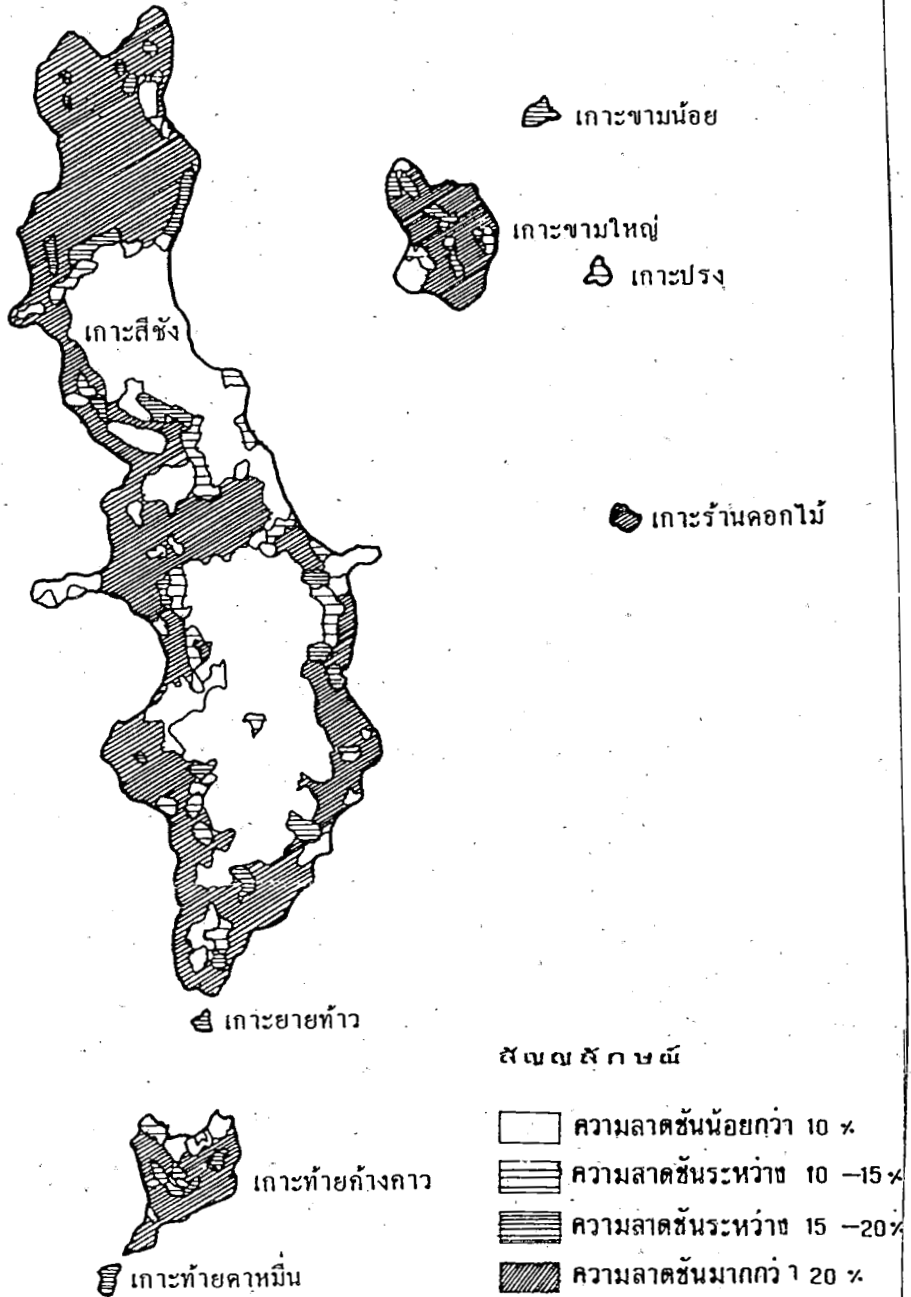 เกาะขามน้อย
เกาะขามใหญ่
เกาะปรง
เกาะสีชัง
เกาะร้านดอกไม้
เกาะยายท้าว
สัญญลักษณ์
ความลาดชันน้อยกว่า 10 %
ความลาดชันระหว่าง 10 –15 %
ความลาดชันระหว่าง 15 –20 %
ความลาดชันมากกว่า 20 %
เกาะท้ายค้างคาว
เกาะท้ายตาหมื่น